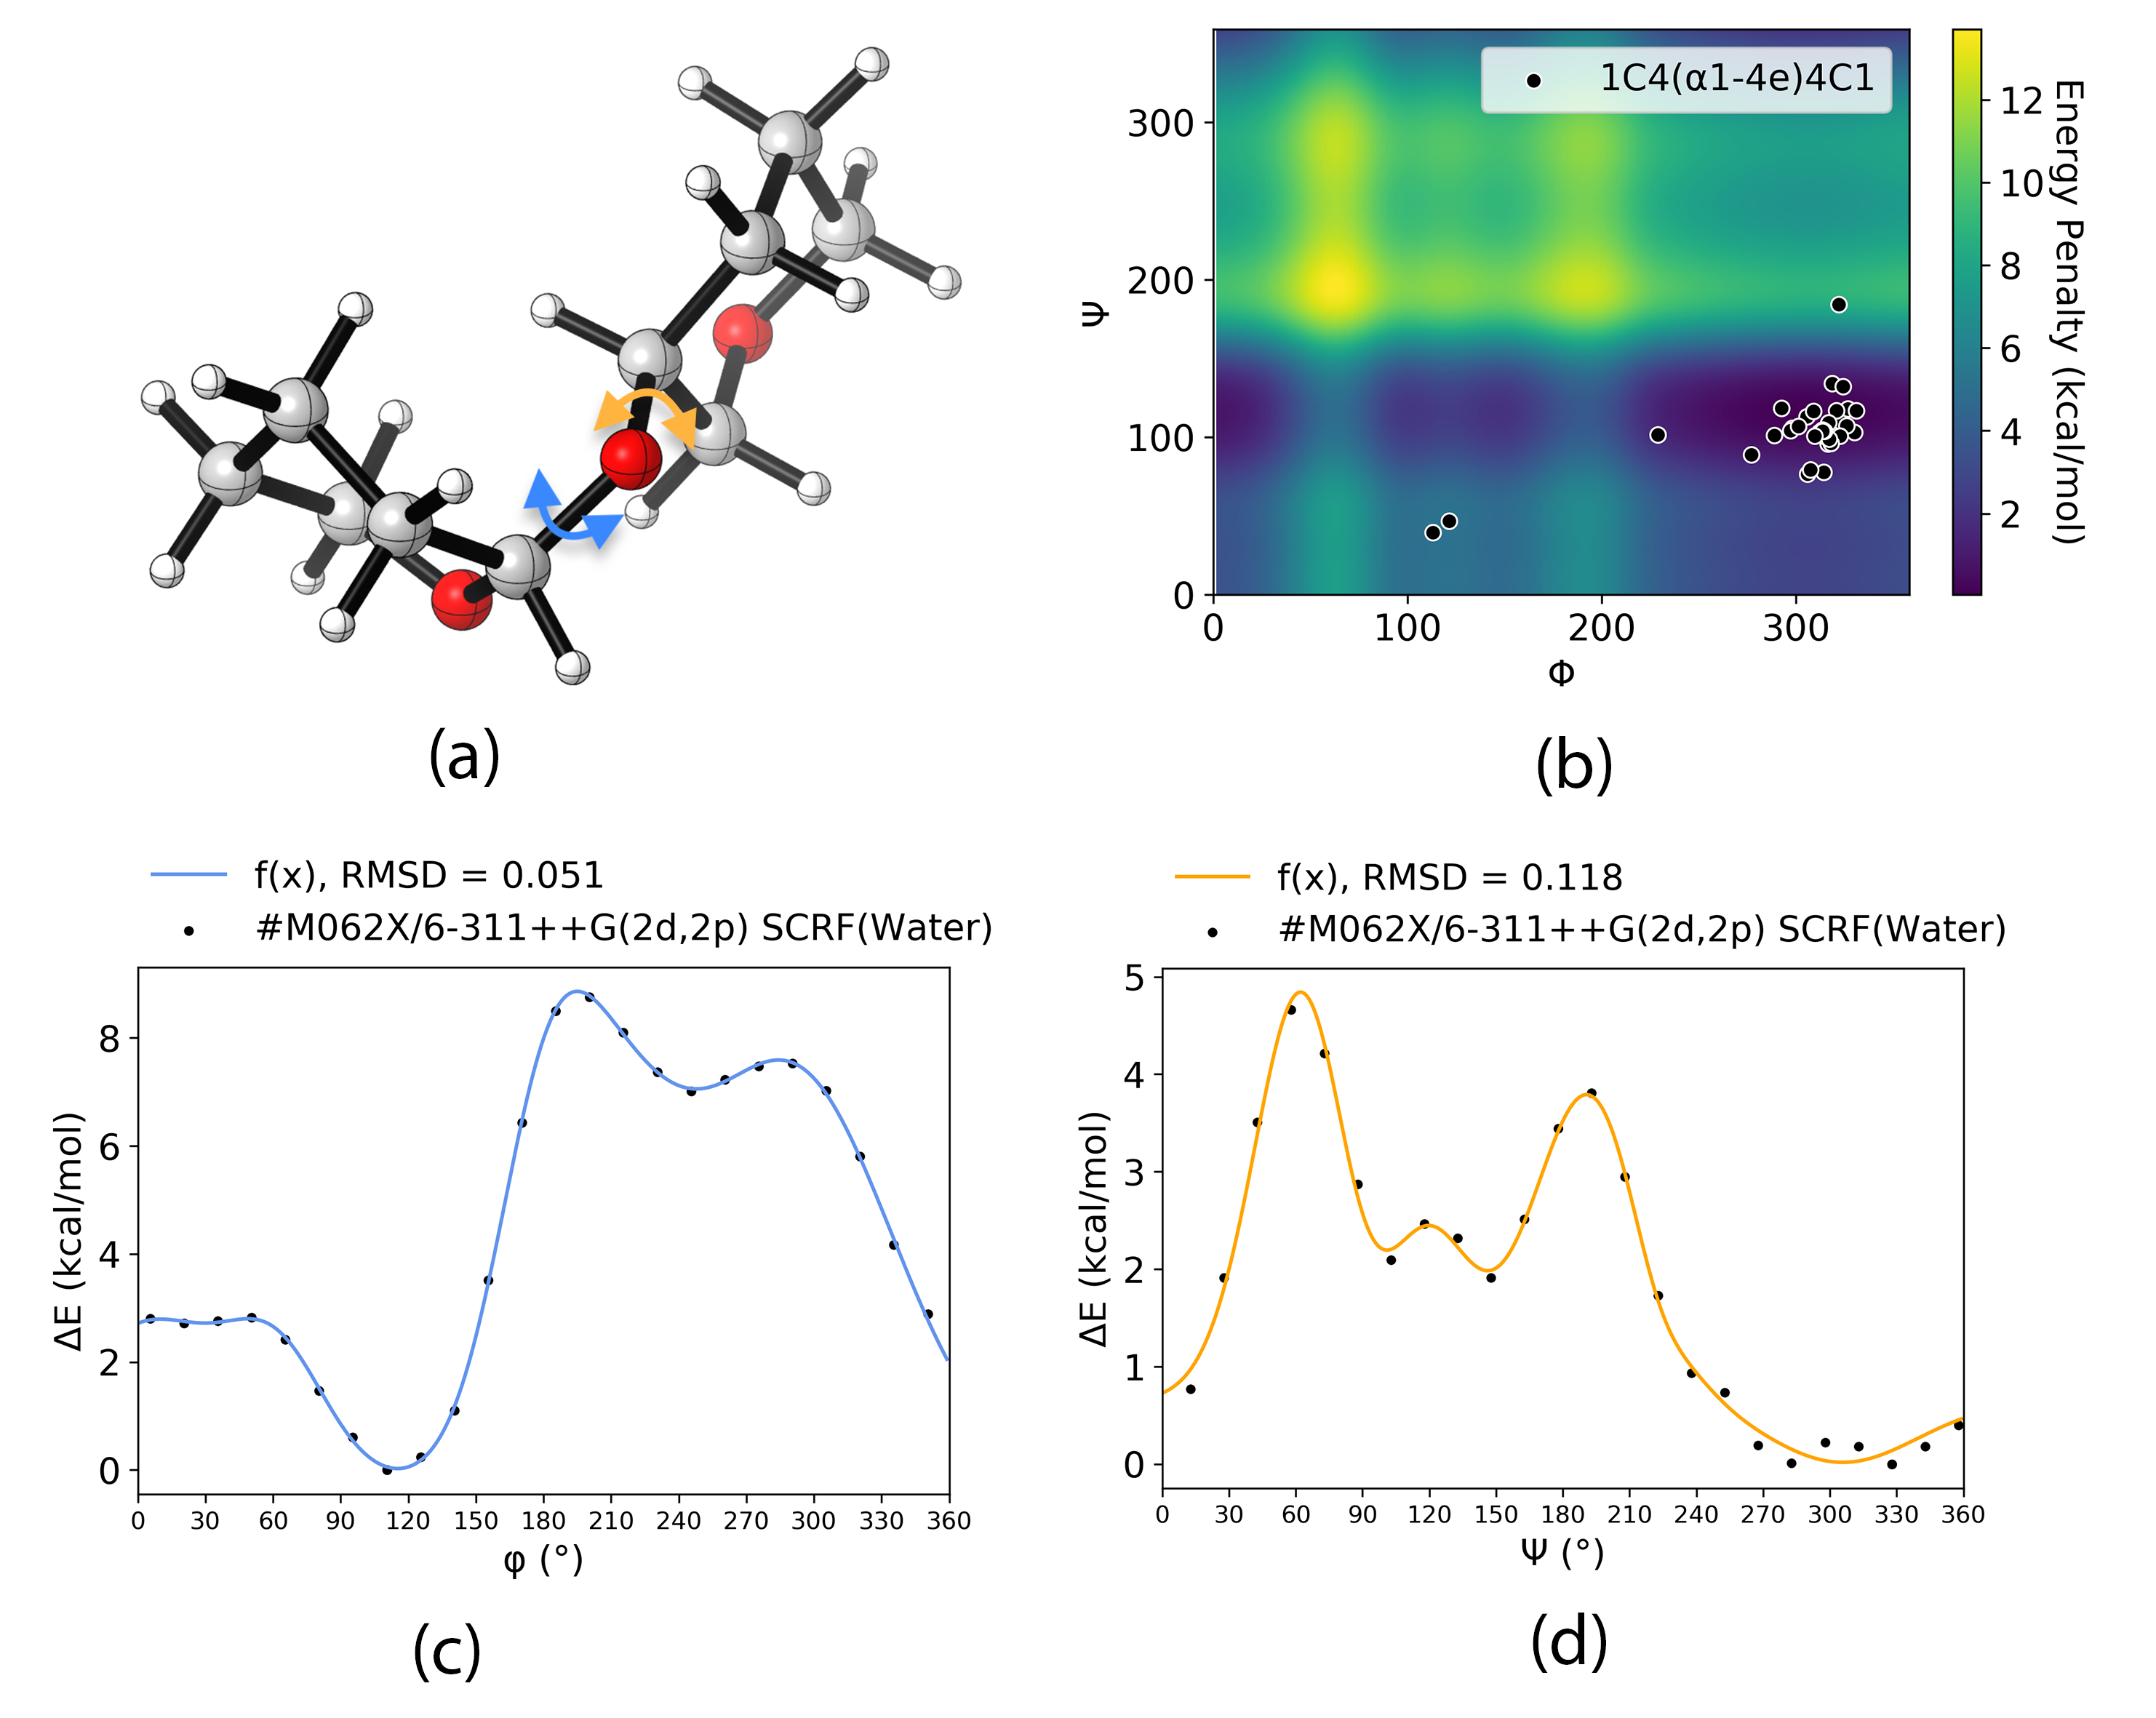 1C4(α1-4e)4C1
300
200
100
0
Ψ
0 100 200 300
Φ
12
10
8
6
4
2
Energy Penalty (kcal/mol)
(a)
(b)
f(x), RMSD = 0.051
#M062X/6-311++G(2d,2p) SCRF(Water)
8
6
4
2
0
ΔE (kcal/mol)
0 30 60 90 120 150 180 210 240 270 300 330 360
φ (°)
(c)
f(x), RMSD = 0.118
#M062X/6-311++G(2d,2p) SCRF(Water)
5
4
3
2
1
0
ΔE (kcal/mol)
0 30 60 90 120 150 180 210 240 270 300 330 360
Ψ (°)
(d)